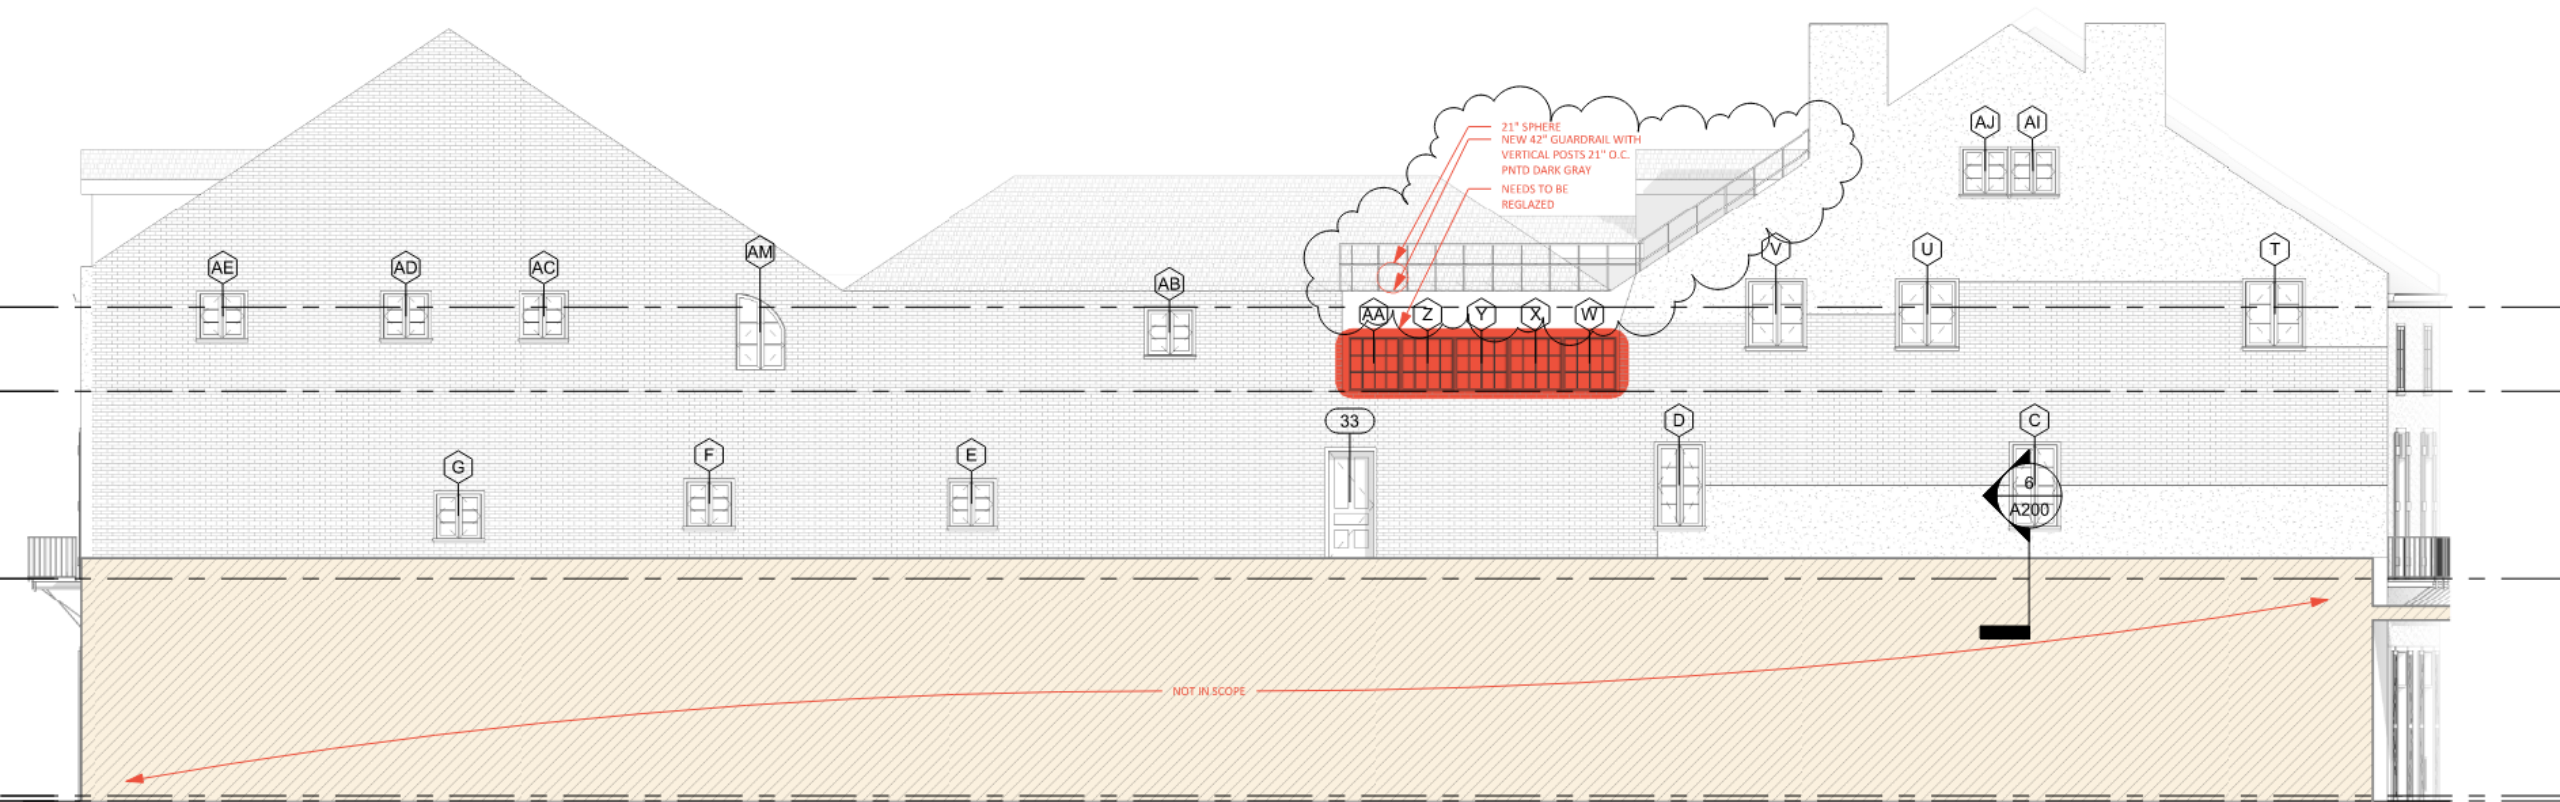 21" SPHERE
NEW 42" GUARDRAIL WITH
VERTICAL POSTS 21" O.C.
PNTD DARK GRAY
NEEDS TO BE
REGLAZED
AJ AI
AE AD AC AM AB V U T
AA Z Y X W
G F E 33 D C
6
A200
NOT IN SCOPE